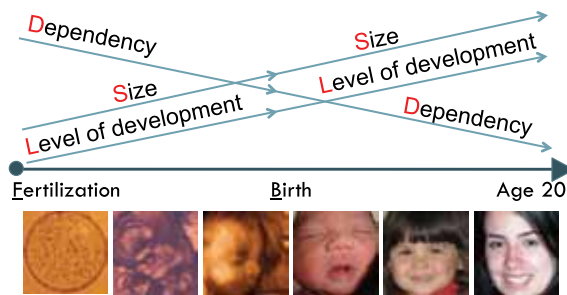 Dependency
Size
Size
Level of development
Level of development
Dependency
Fertilization
Birth
Age 20